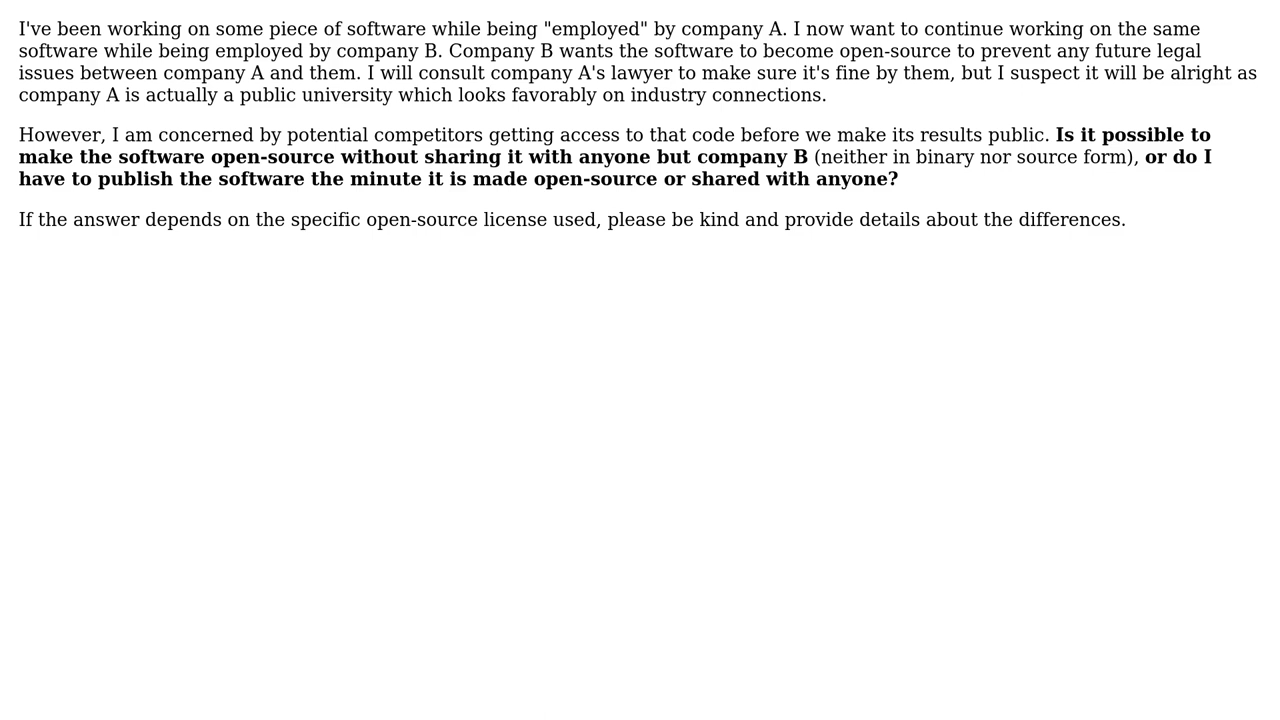 I've been working on some piece of software while being "employed" by company A. I now want to continue working on the same
software while being employed by company B. Company B wants the software to become open-source to prevent any future legal
issues between company A and them. I will consult company A's lawyer to make sure it's fine by them, but I suspect it will be alright as
company A is actually a public university which looks favorably on industry connections.
However, I am concerned by potential competitors getting access to that code before we make its results public. Is it possible to
make the software open-source without sharing it with anyone but company B (neither in binary nor source form), or do I
have to publish the software the minute it is made open-source or shared with anyone?
If the answer depends on the specific open-source license used, please be kind and provide details about the differences.